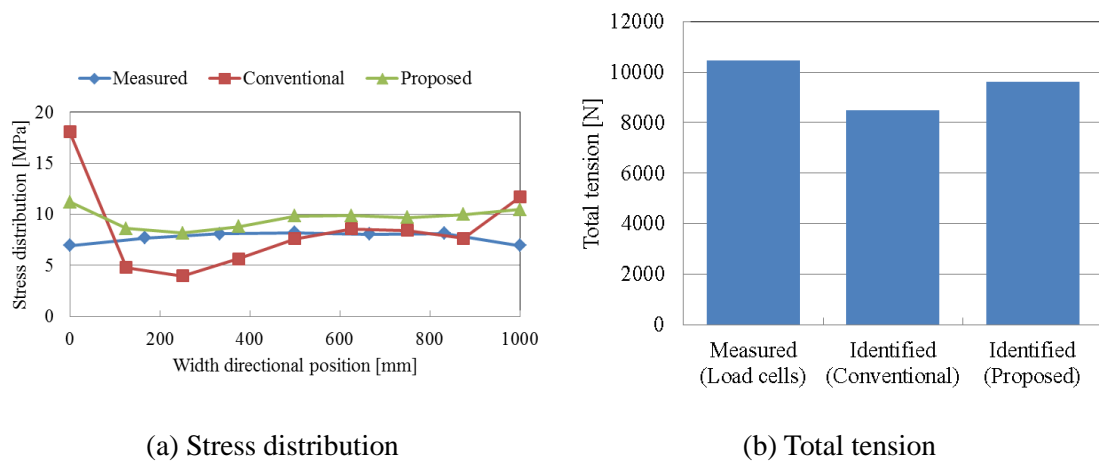 Measured Conventional Proposed
Stress distribution [MPa]
20
15
10
5
0
0 200 400 600 800 1000
Width directional position [mm]
(a) Stress distribution
Total tension [N]
12000
10000
8000
6000
4000
2000
0
Measured Identified Identified
(Load cells) (Conventional) (Proposed)
(b) Total tension